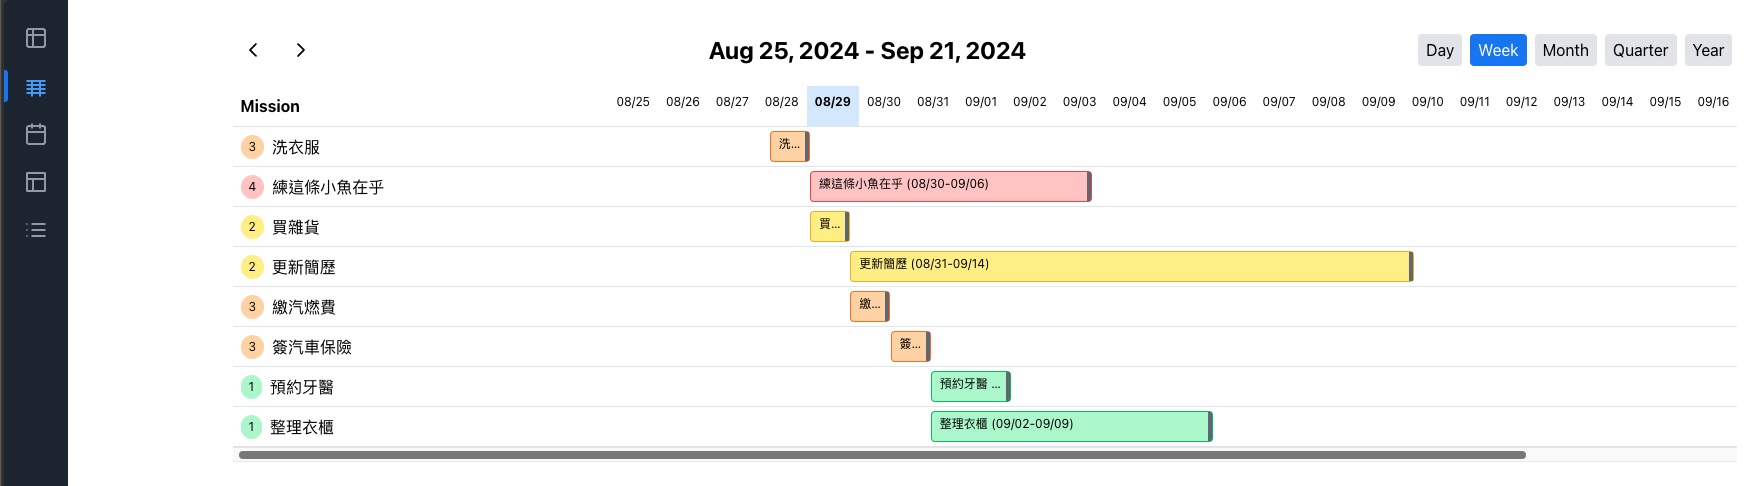 Aug 25, 2024 - Sep 21, 2024
Day Week Month Quarter Year
Mission 08/25 08/26 08/27 08/28 08/29 08/30 08/31 09/01 09/02 09/03 09/04 09/05 09/06 09/07 09/08 09/09 09/10 09/11 09/12 09/13 09/14 09/15 09/16
3 洗衣服 洗...
4 練這條小魚在乎 練這條小魚在乎 (08/30-09/06)
2 買雜貨 買...
2 更新簡歷 更新簡歷 (08/31-09/14)
3 繳汽燃費 繳...
3 簽汽車保險 簽...
1 預約牙醫 預約牙醫 ...
1 整理衣櫃 整理衣櫃 (09/02-09/09)